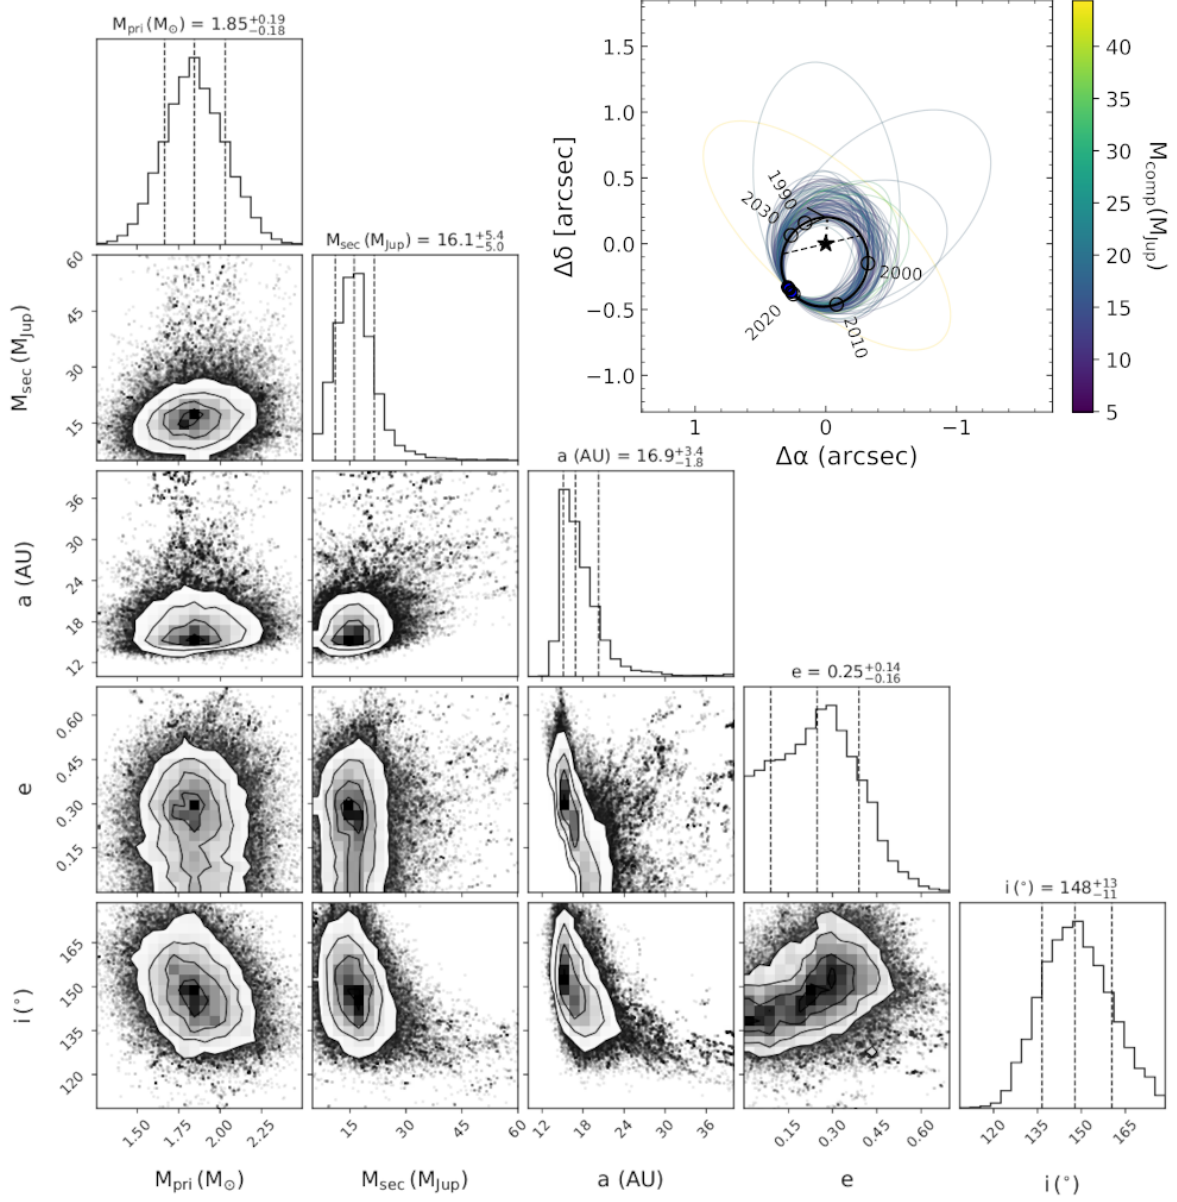 M_pri (M_⊙) = 1.85^{+0.19}_{−0.18}
1.5
1.0
0.5
0.0
−0.5
−1.0
Δδ [arcsec]
1990
2030
2000
2020
2010
1
0
−1
Δα (arcsec)
40
35
30
25
20
15
10
5
M_comp(M_Jup)
M_sec (M_Jup) = 16.1^{+5.4}_{−5.0}
60
45
30
15
M_sec (M_Jup)
a (AU) = 16.9^{+3.4}_{−1.8}
36
30
24
18
12
a (AU)
e = 0.25^{+0.14}_{−0.16}
0.60
0.45
0.30
0.15
e
i (°) = 148^{+13}_{−11}
165
150
135
120
i (°)
1.50 1.75 2.00 2.25
15 30 45 60
12 18 24 30 36
0.15 0.30 0.45 0.60
120 135 150 165
M_pri (M_⊙)
M_sec (M_Jup)
a (AU)
e
i (°)